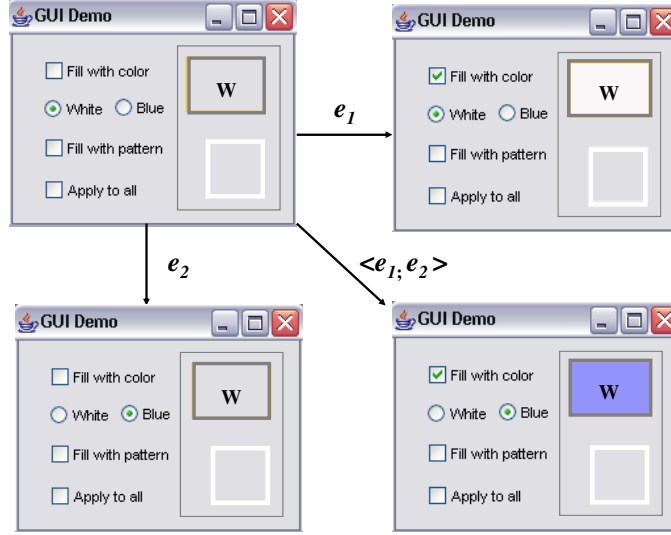 GUI Demo
Fill with color
White Blue
Fill with pattern
Apply to all
W
e1
GUI Demo
Fill with color
White Blue
Fill with pattern
Apply to all
W
e2
<e1; e2>
GUI Demo
Fill with color
White Blue
Fill with pattern
Apply to all
W
GUI Demo
Fill with color
White Blue
Fill with pattern
Apply to all
W